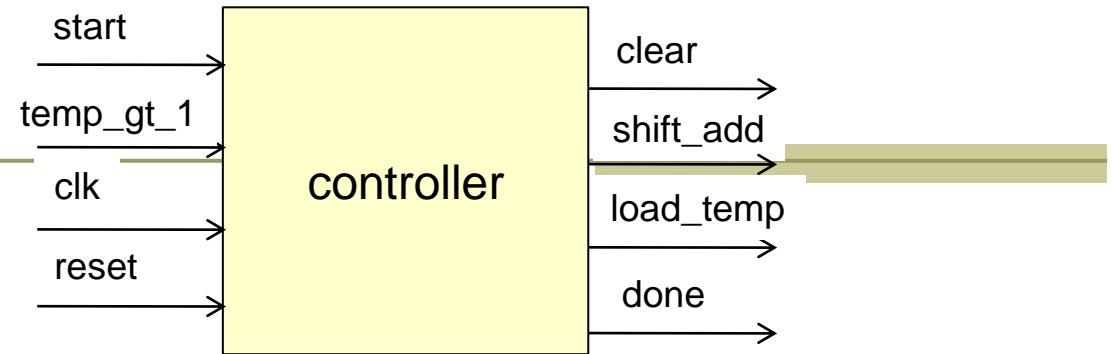 start
temp_gt_1
clk
reset
controller
clear
shift_add
load_temp
done